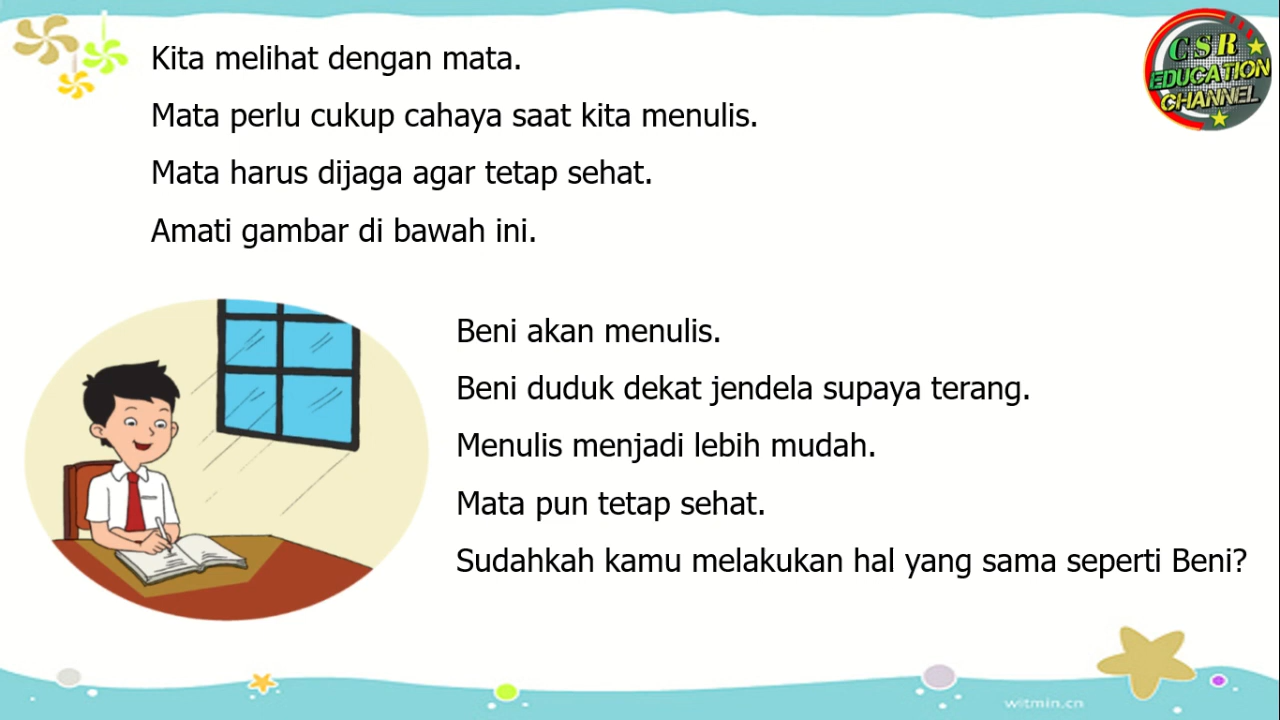 Kita melihat dengan mata.
Mata perlu cukup cahaya saat kita menulis.
Mata harus dijaga agar tetap sehat.
Amati gambar di bawah ini.
CSR
EDUCATION
CHANNEL
Beni akan menulis.
Beni duduk dekat jendela supaya terang.
Menulis menjadi lebih mudah.
Mata pun tetap sehat.
Sudahkah kamu melakukan hal yang sama seperti Beni?
witmin.cn